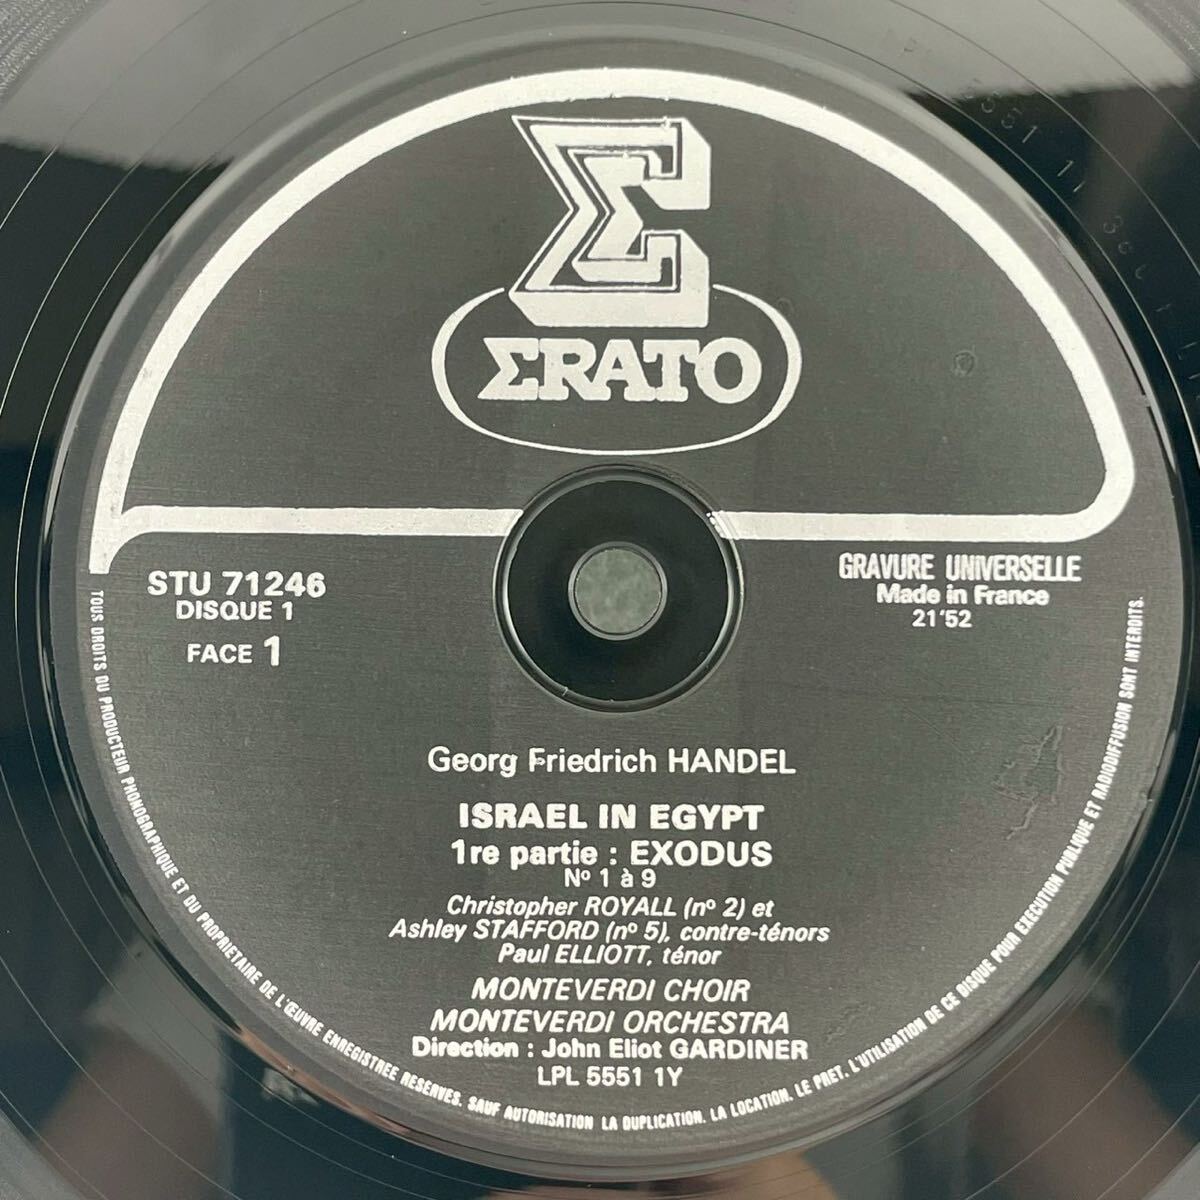 Σ
ΣRATO
STU 71246
DISQUE 1
FACE 1
GRAVURE UNIVERSELLE
Made in France
21'52
Georg Friedrich HANDEL
ISRAEL IN EGYPT
1re partie : EXODUS
Nº 1 à 9
Christopher ROYALL (nº 2) et
Ashley STAFFORD (nº 5), contre-ténors
Paul ELLIOTT, ténor
MONTEVERDI CHOIR
MONTEVERDI ORCHESTRA
Direction : John Eliot GARDINER
LPL 5551 1Y
TOUS DROITS DU PRODUCTEUR PHONOGRAPHIQUE ET DU PROPRIETAIRE DE L'ŒUVRE ENREGISTREE RESERVES. SAUF AUTORISATION LA DUPLICATION. LA LOCATION. LE PRET. L'UTILISATION DE CE DISQUE POUR EXECUTION PUBLIQUE ET RADIODIFFUSION SONT INTERDITS.